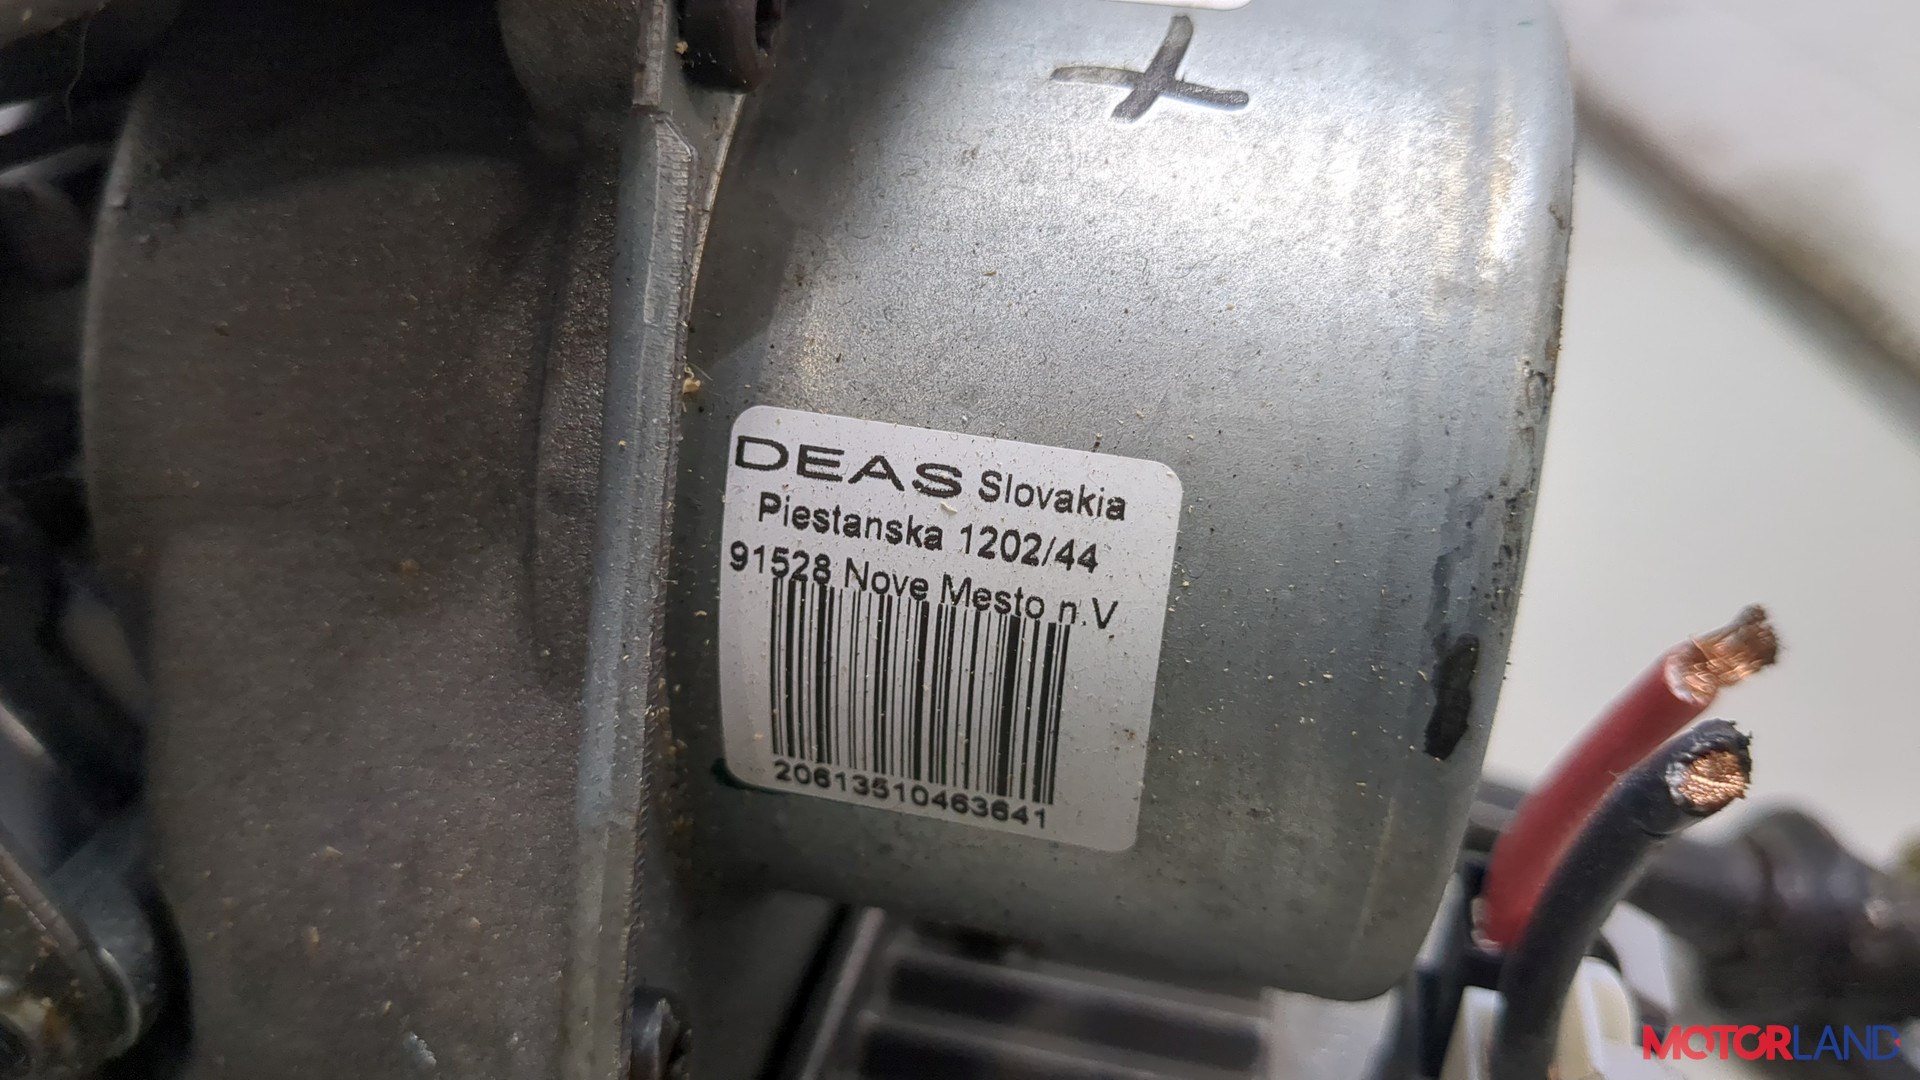 DEAS Slovakia
Piestanska 1202/44
91528 Nove Mesto n.V
20613510463641
MOTORLAND